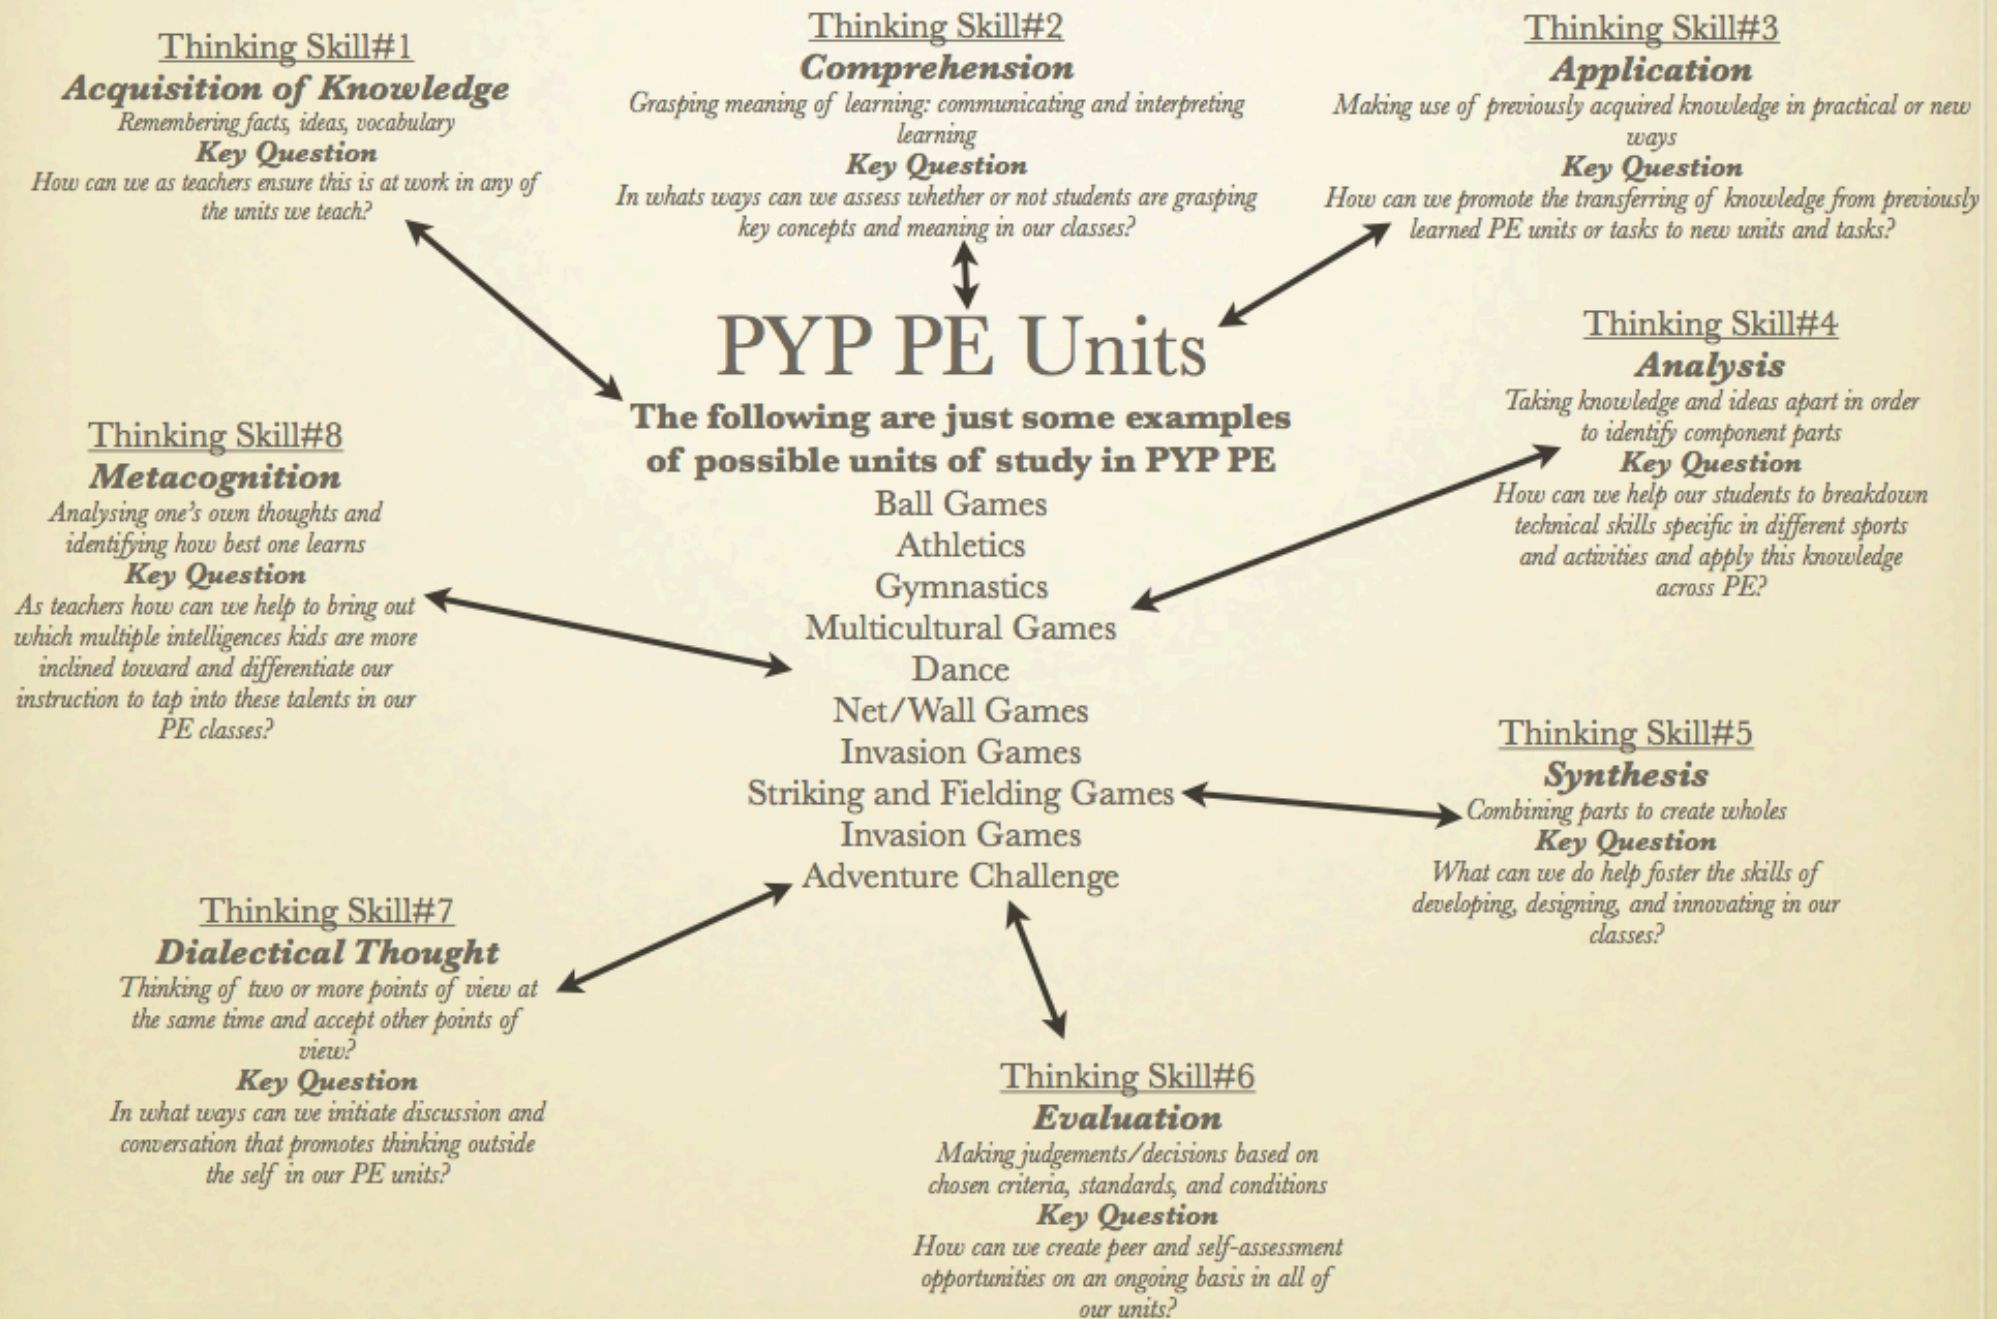 Thinking Skill#1
Acquisition of Knowledge
Remembering facts, ideas, vocabulary
Key Question
How can we as teachers ensure this is at work in any of
the units we teach?
Thinking Skill#2
Comprehension
Grasping meaning of learning: communicating and interpreting
learning
Key Question
In whats ways can we assess whether or not students are grasping
key concepts and meaning in our classes?
Thinking Skill#3
Application
Making use of previously acquired knowledge in practical or new
ways
Key Question
How can we promote the transferring of knowledge from previously
learned PE units or tasks to new units and tasks?
PYP PE Units
The following are just some examples
of possible units of study in PYP PE
Ball Games
Athletics
Gymnastics
Multicultural Games
Dance
Net/Wall Games
Invasion Games
Striking and Fielding Games
Invasion Games
Adventure Challenge
Thinking Skill#4
Analysis
Taking knowledge and ideas apart in order
to identify component parts
Key Question
How can we help our students to breakdown
technical skills specific in different sports
and activities and apply this knowledge
across PE?
Thinking Skill#5
Synthesis
Combining parts to create wholes
Key Question
What can we do help foster the skills of
developing, designing, and innovating in our
classes?
Thinking Skill#6
Evaluation
Making judgements/decisions based on
chosen criteria, standards, and conditions
Key Question
How can we create peer and self-assessment
opportunities on an ongoing basis in all of
our units?
Thinking Skill#7
Dialectical Thought
Thinking of two or more points of view at
the same time and accept other points of
view?
Key Question
In what ways can we initiate discussion and
conversation that promotes thinking outside
the self in our PE units?
Thinking Skill#8
Metacognition
Analysing one's own thoughts and
identifying how best one learns
Key Question
As teachers how can we help to bring out
which multiple intelligences kids are more
inclined toward and differentiate our
instruction to tap into these talents in our
PE classes?